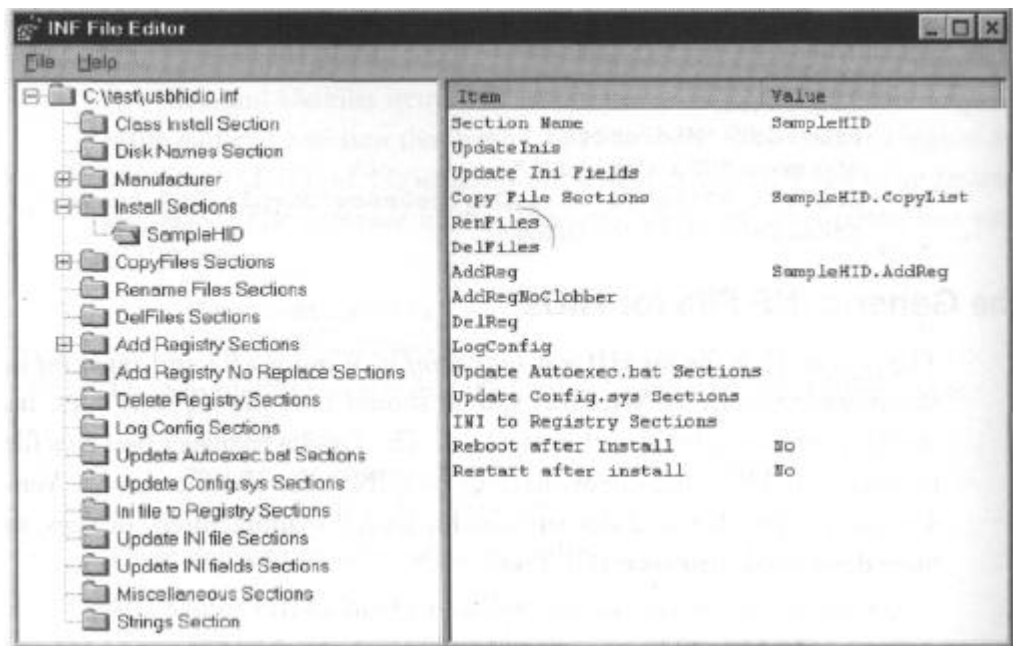 INF File Editor
File Help
C:\test\usbhidio inf
Class Install Section
Disk Names Section
Manufacturer
Install Sections
SampleHID
CopyFiles Sections
Rename Files Sections
DelFiles Sections
Add Registry Sections
Add Registry No Replace Sections
Delete Registry Sections
Log Config Sections
Update Autoexec.bat Sections
Update Config.sys Sections
Ini file to Registry Sections
Update INI file Sections
Update INI fields Sections
Miscellaneous Sections
Strings Section
Item Value
Section Name SampleHID
UpdateInis
Update Ini Fields
Copy File Sections SampleHID.CopyList
RenFiles
DelFiles
AddReg SampleHID.AddReg
AddRegNoClobber
DelReg
LogConfig
Update Autoexec.bat Sections
Update Config.sys Sections
INI to Registry Sections
Reboot after Install No
Restart after install No